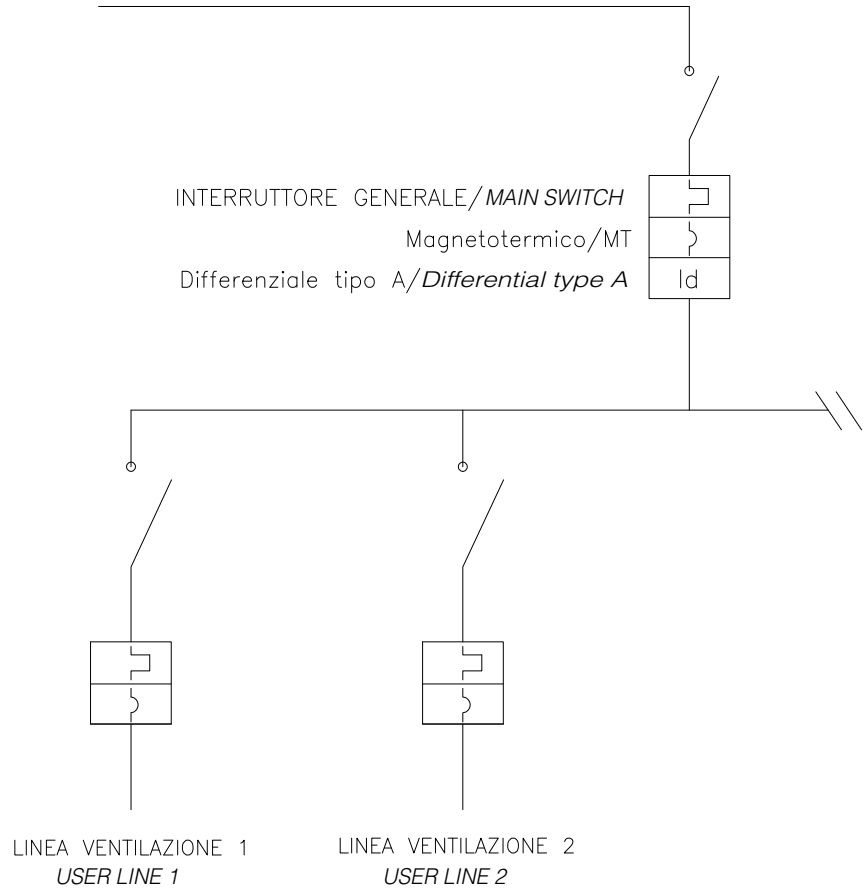 INTERRUTTORE GENERALE/MAIN SWITCH
Magnetotermico/MT
Differenziale tipo A/Differential type A
Id
LINEA VENTILAZIONE 1
USER LINE 1
LINEA VENTILAZIONE 2
USER LINE 2